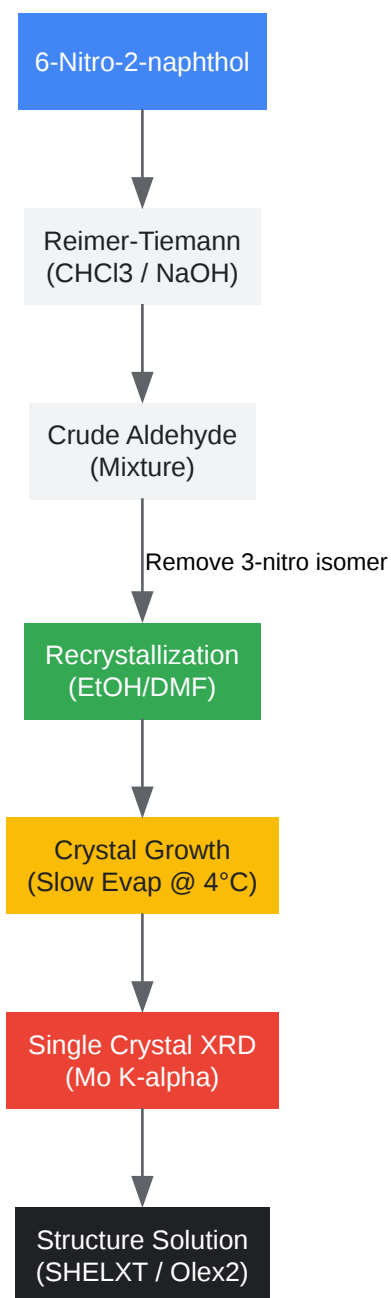 6-Nitro-2-naphthol
Reimer-Tiemann
(CHCl3 / NaOH)
Crude Aldehyde
(Mixture)
Remove 3-nitro isomer
Recrystallization
(EtOH/DMF)
Crystal Growth
(Slow Evap @ 4°C)
Single Crystal XRD
(Mo K-alpha)
Structure Solution
(SHELXT / Olex2)